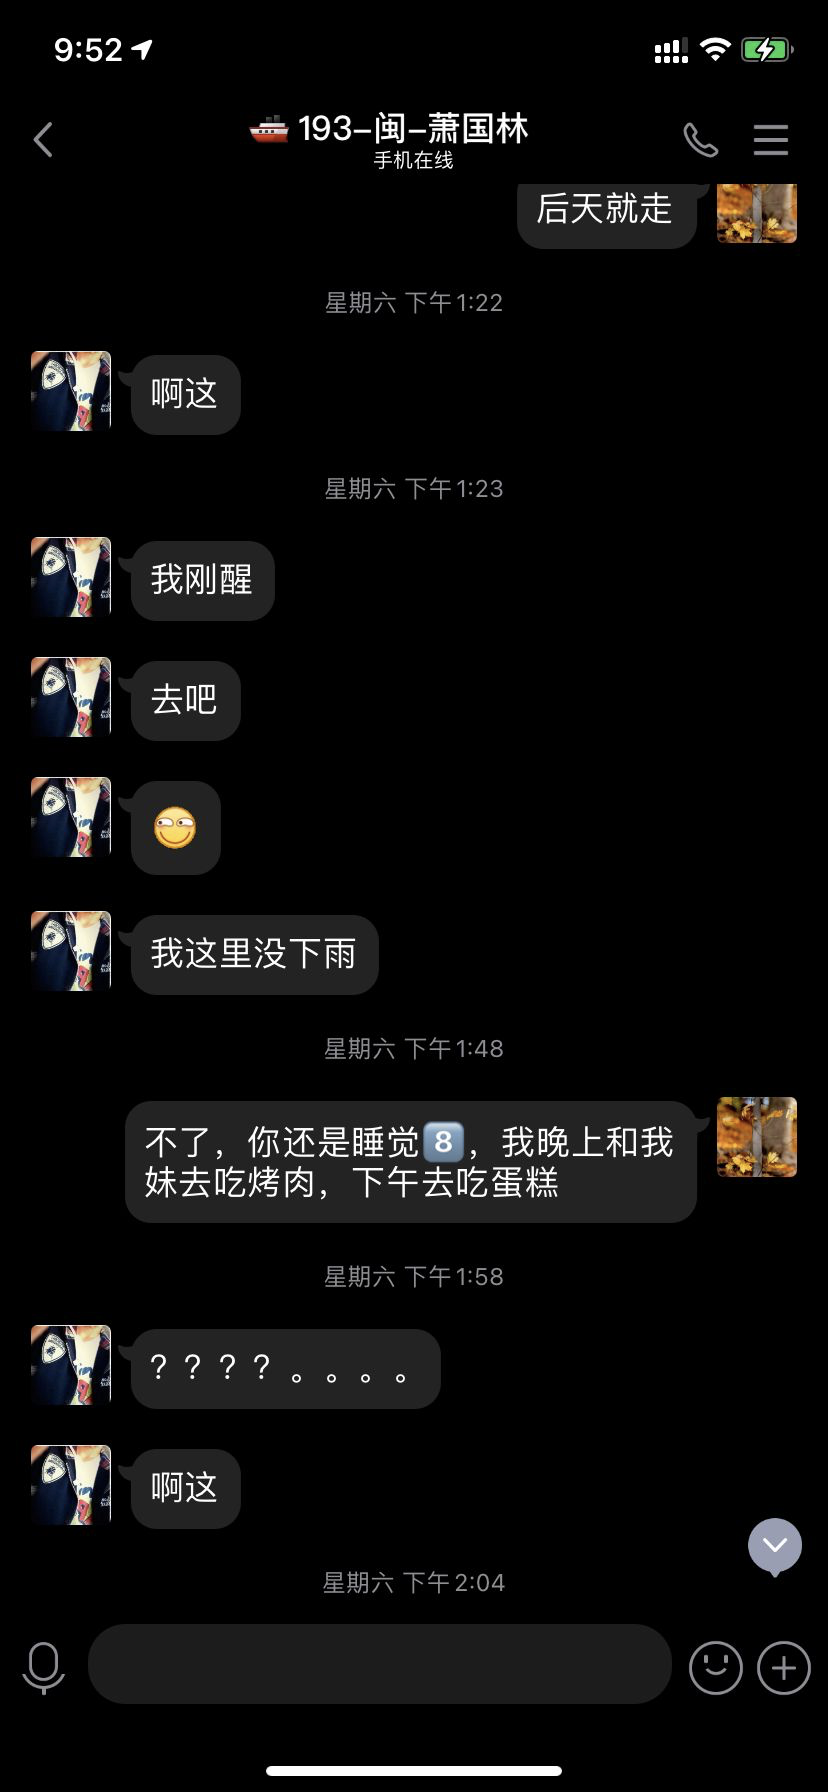 9:52
193-闽-萧国林
手机在线
后天就走
星期六 下午1:22
啊这
星期六 下午1:23
我刚醒
去吧
我这里没下雨
星期六 下午1:48
不了，你还是睡觉8️⃣，我晚上和我
妹去吃烤肉，下午去吃蛋糕
星期六 下午1:58
？？？？。。。。
啊这
星期六 下午2:04